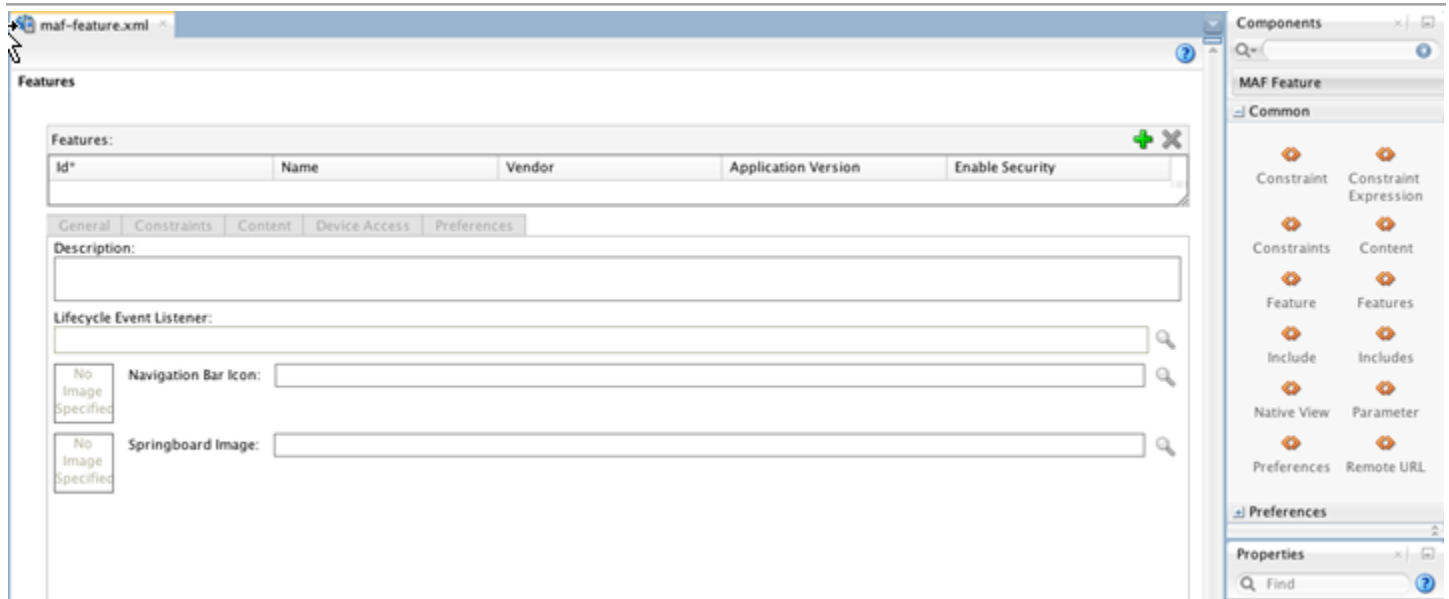 maf-feature.xml
Features
Features:
Id* Name Vendor Application Version Enable Security
General Constraints Content Device Access Preferences
Description:
Lifecycle Event Listener:
No
Image
Specified
Navigation Bar Icon:
No
Image
Specified
Springboard Image:
Components
MAF Feature
Common
Constraint Constraint
Expression
Constraints Content
Feature Features
Include Includes
Native View Parameter
Preferences Remote URL
Preferences
Properties
Find